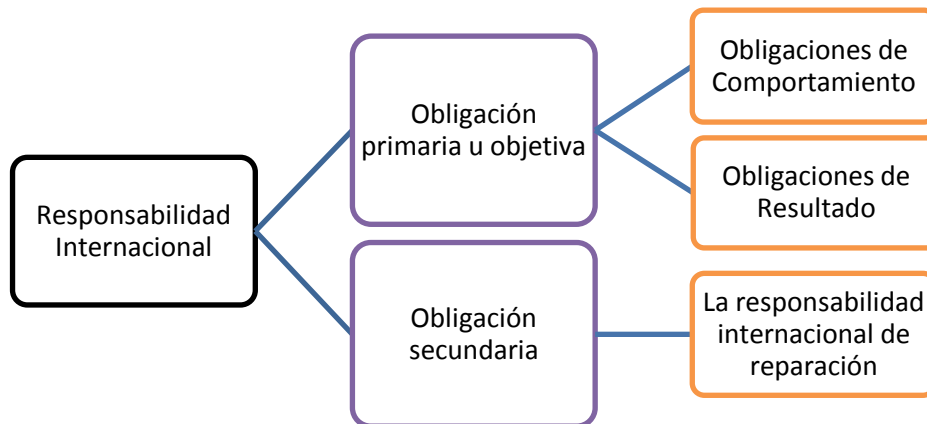 Responsabilidad
Internacional
Obligación
primaria u objetiva
Obligaciones de
Comportamiento
Obligaciones de
Resultado
Obligación
secundaria
La responsabilidad
internacional de
reparación